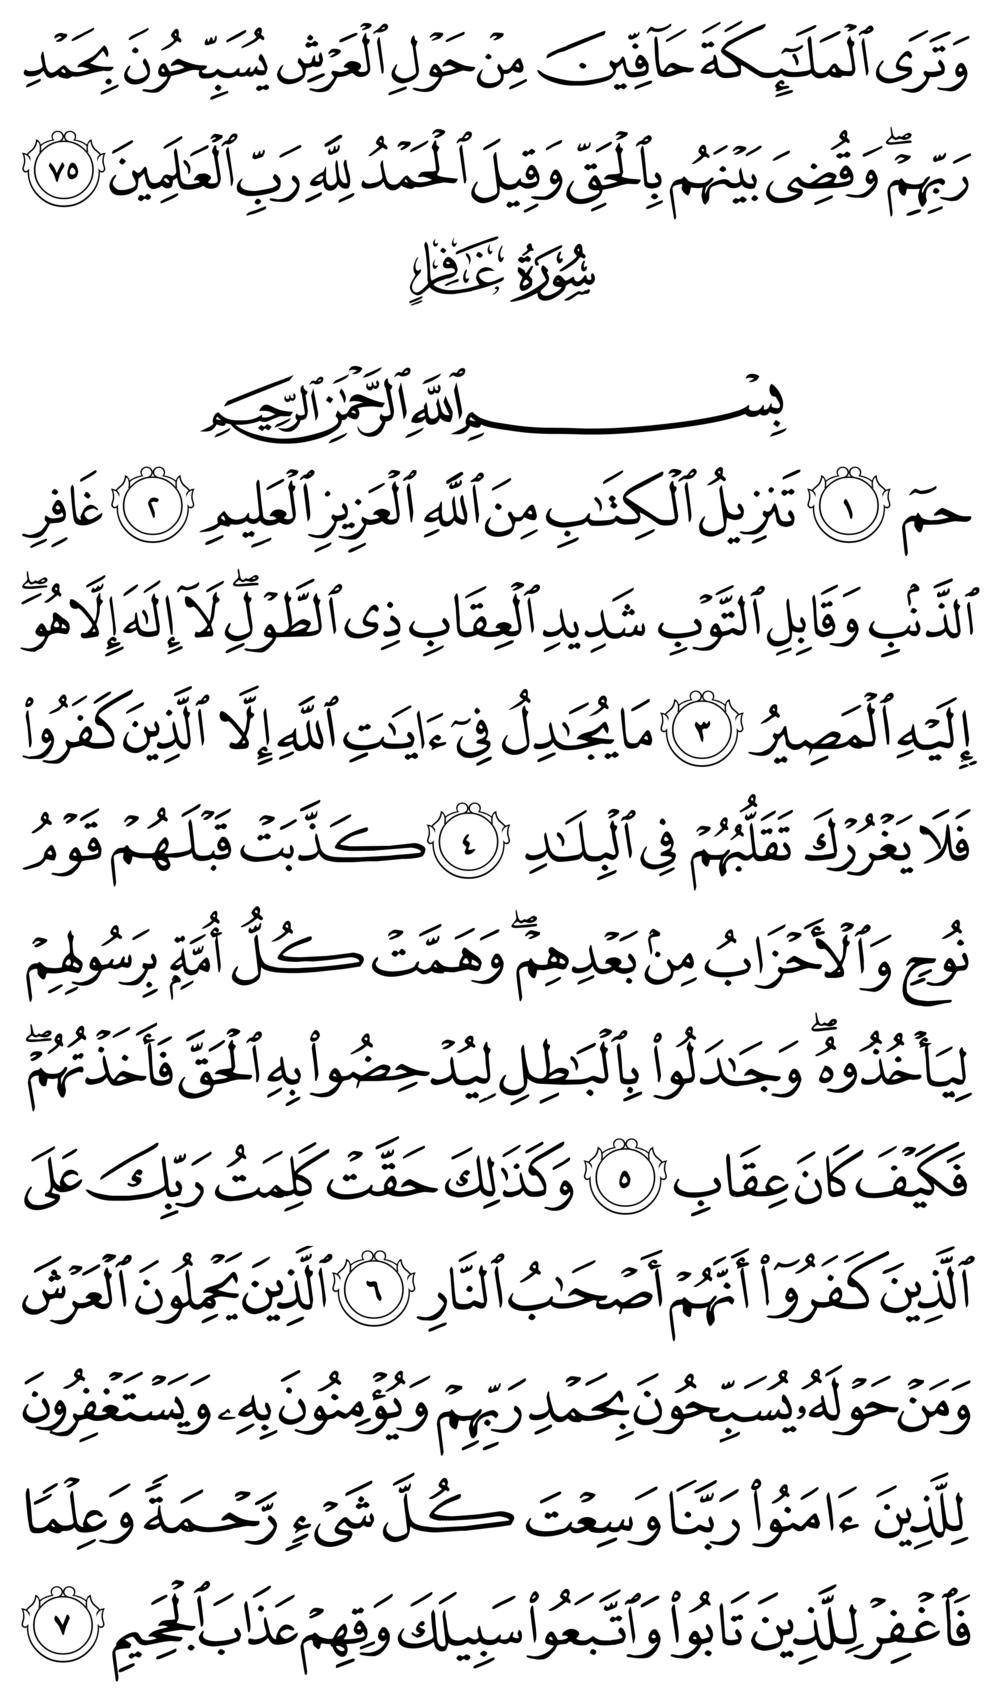 وَتَرَى ٱلْمَلَٰٓئِكَةَ حَآفِّينَ مِنْ حَوْلِ ٱلْعَرْشِ يُسَبِّحُونَ بِحَمْدِ
رَبِّهِمْ ۖ وَقُضِىَ بَيْنَهُم بِٱلْحَقِّ وَقِيلَ ٱلْحَمْدُ لِلَّهِ رَبِّ ٱلْعَٰلَمِينَ ٧٥
سُورَةُ غَافِرٍ
بِسْمِ ٱللَّهِ ٱلرَّحْمَٰنِ ٱلرَّحِيمِ
حمٓ ١ تَنزِيلُ ٱلْكِتَٰبِ مِنَ ٱللَّهِ ٱلْعَزِيزِ ٱلْعَلِيمِ ٢ غَافِرِ
ٱلذَّنۢبِ وَقَابِلِ ٱلتَّوْبِ شَدِيدِ ٱلْعِقَابِ ذِى ٱلطَّوْلِ ۖ لَآ إِلَٰهَ إِلَّا هُوَ ۖ
إِلَيْهِ ٱلْمَصِيرُ ٣ مَا يُجَٰدِلُ فِىٓ ءَايَٰتِ ٱللَّهِ إِلَّا ٱلَّذِينَ كَفَرُوا۟
فَلَا يَغْرُرْكَ تَقَلُّبُهُمْ فِى ٱلْبِلَٰدِ ٤ كَذَّبَتْ قَبْلَهُمْ قَوْمُ
نُوحٍ وَٱلْأَحْزَابُ مِنۢ بَعْدِهِمْ ۖ وَهَمَّتْ كُلُّ أُمَّةٍۭ بِرَسُولِهِمْ
لِيَأْخُذُوهُ ۖ وَجَٰدَلُوا۟ بِٱلْبَٰطِلِ لِيُدْحِضُوا۟ بِهِ ٱلْحَقَّ فَأَخَذْتُهُمْ ۖ
فَكَيْفَ كَانَ عِقَابِ ٥ وَكَذَٰلِكَ حَقَّتْ كَلِمَتُ رَبِّكَ عَلَى
ٱلَّذِينَ كَفَرُوٓا۟ أَنَّهُمْ أَصْحَٰبُ ٱلنَّارِ ٦ ٱلَّذِينَ يَحْمِلُونَ ٱلْعَرْشَ
وَمَنْ حَوْلَهُۥ يُسَبِّحُونَ بِحَمْدِ رَبِّهِمْ وَيُؤْمِنُونَ بِهِۦ وَيَسْتَغْفِرُونَ
لِلَّذِينَ ءَامَنُوا۟ رَبَّنَا وَسِعْتَ كُلَّ شَىْءٍ رَّحْمَةً وَعِلْمًا
فَٱغْفِرْ لِلَّذِينَ تَابُوا۟ وَٱتَّبَعُوا۟ سَبِيلَكَ وَقِهِمْ عَذَابَ ٱلْجَحِيمِ ٧